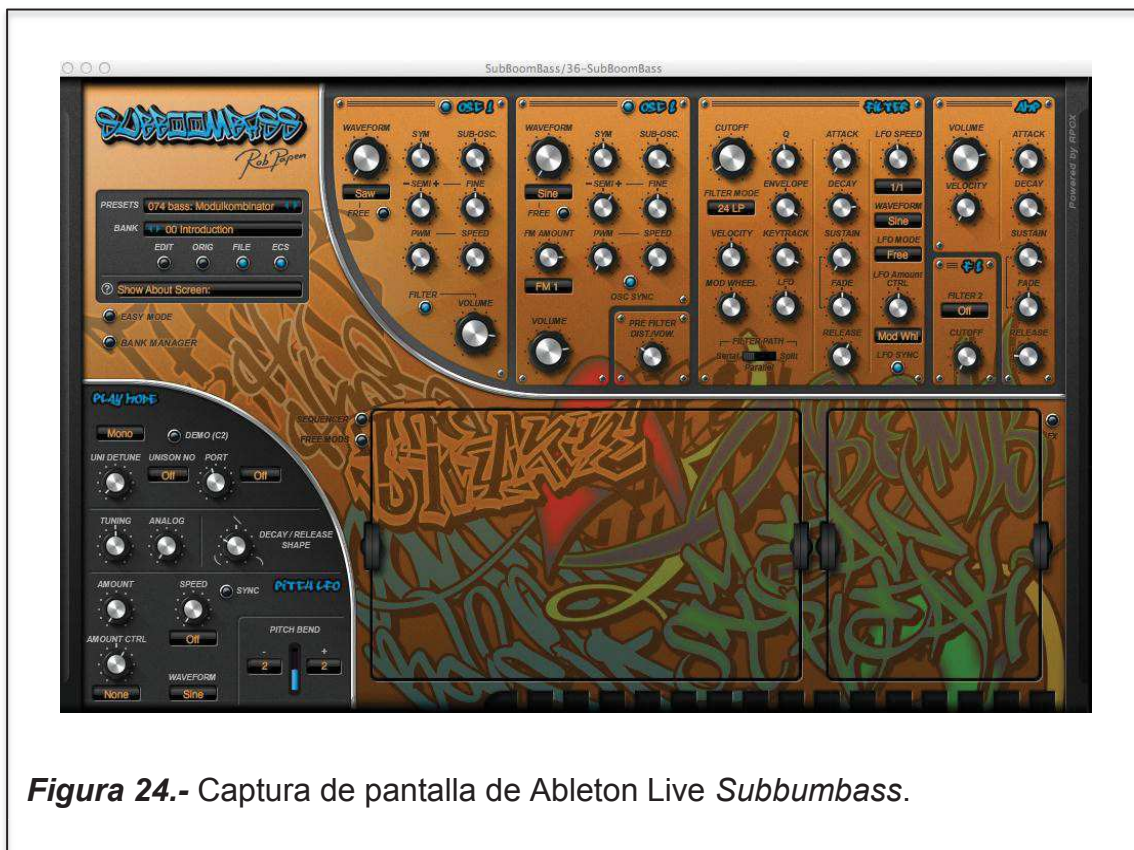 SubBoomBass/36-SubBoomBass
SUBBOOMBASS
Rob Papen
PRESETS 074 bass: Modulkombinator
BANK 00 Introduction
EDIT ORIG FILE ECS
? Show About Screen:
EASY MODE
BANK MANAGER
OSC 1
WAVEFORM SYM SUB-OSC.
Saw
- SEMI + FINE
FREE
PWM SPEED
FILTER
VOLUME
OSC 2
WAVEFORM SYM SUB-OSC.
Sine
- SEMI + FINE
FREE
FM AMOUNT PWM SPEED
FM 1
OSC SYNC
VOLUME
PRE FILTER
DIST./VOW.
FILTER
CUTOFF Q ATTACK LFO SPEED
1/1
FILTER MODE ENVELOPE DECAY WAVEFORM
24 LP
Sine
VELOCITY KEYTRACK SUSTAIN LFO MODE
Free
MOD WHEEL LFO FADE LFO Amount
CTRL
Mod Whl
FILTER PATH
Serial Split
Parallel
RELEASE
LFO SYNC
AMP
VOLUME ATTACK
VELOCITY DECAY
SUSTAIN
F 2
FILTER 2
Off
FADE
CUTOFF RELEASE
Powered by RPCX
PLAY MODE
Mono
DEMO (C2)
UNI DETUNE UNISON NO PORT
Off Off
TUNING ANALOG
DECAY / RELEASE
SHAPE
AMOUNT SPEED SYNC PITCH LFO
Off
AMOUNT CTRL
None
WAVEFORM
Sine
PITCH BEND
- +
2 2
SEQUENCER
FREE MODS
FX
Figura 24.- Captura de pantalla de Ableton Live Subbumbass.